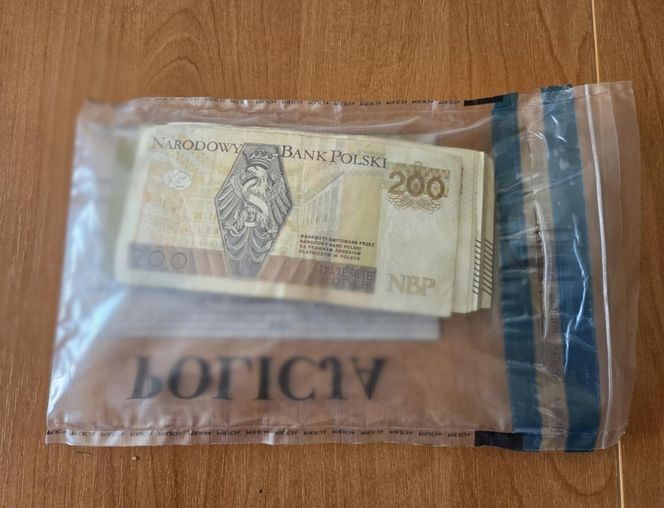 NARODOWY BANK POLSKI
200
BANKNOTY EMITOWANE PRZEZ
NARODOWY BANK POLSKI
SĄ PRAWNYM ŚRODKIEM
PŁATNICZYM W POLSCE
200
DWIEŚCIE
ZŁOTYCH
NBP
POLICJA